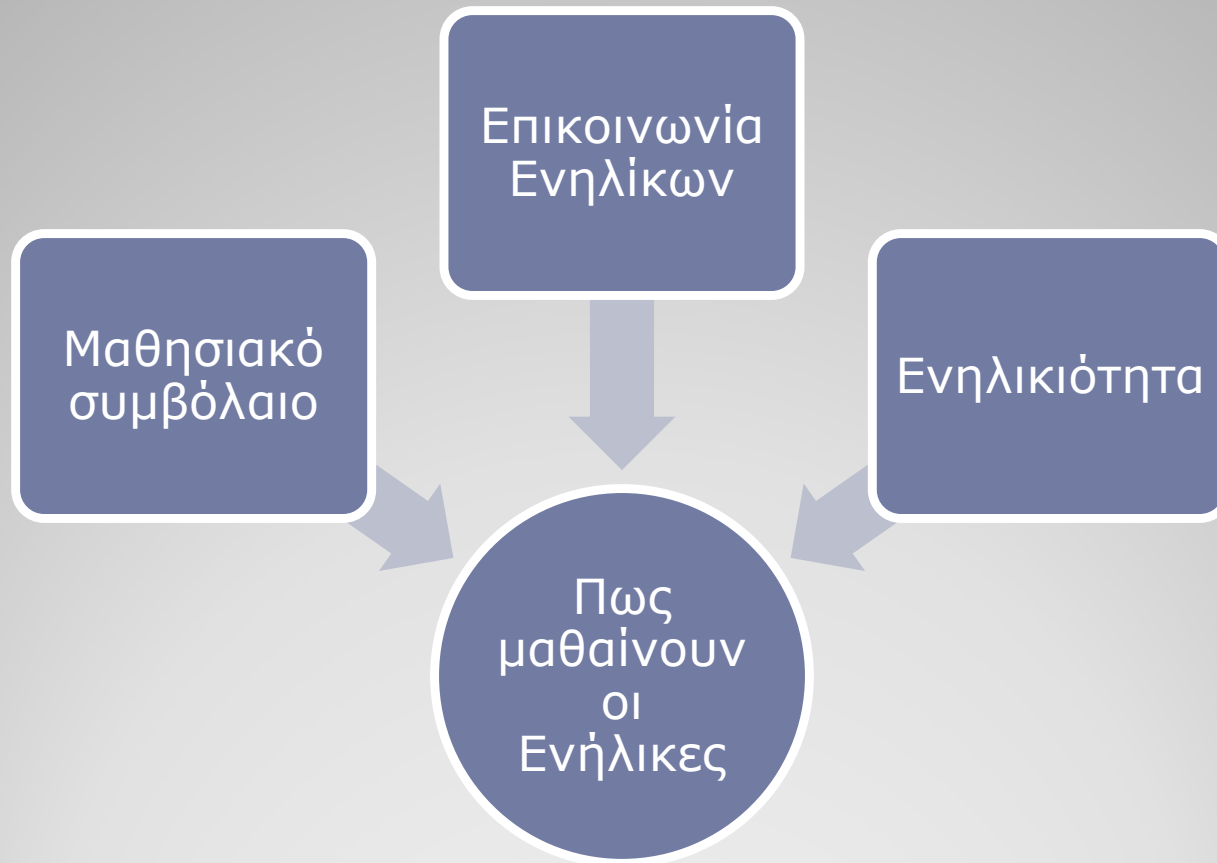 Επικοινωνία
Ενηλίκων
Μαθησιακό
συμβόλαιο
Ενηλικιότητα
Πως
μαθαίνουν
οι
Ενήλικες